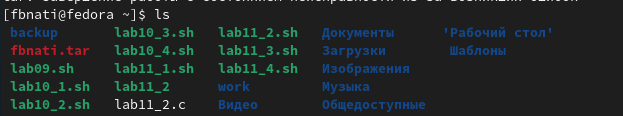 [fbnati@fedora ~]$ ls
backup lab10_3.sh lab11_2.sh Документы 'Рабочий стол'
fbnati.tar lab10_4.sh lab11_3.sh Загрузки Шаблоны
lab09.sh lab11_1.sh lab11_4.sh Изображения
lab10_1.sh lab11_2 work Музыка
lab10_2.sh lab11_2.c Видео Общедоступные